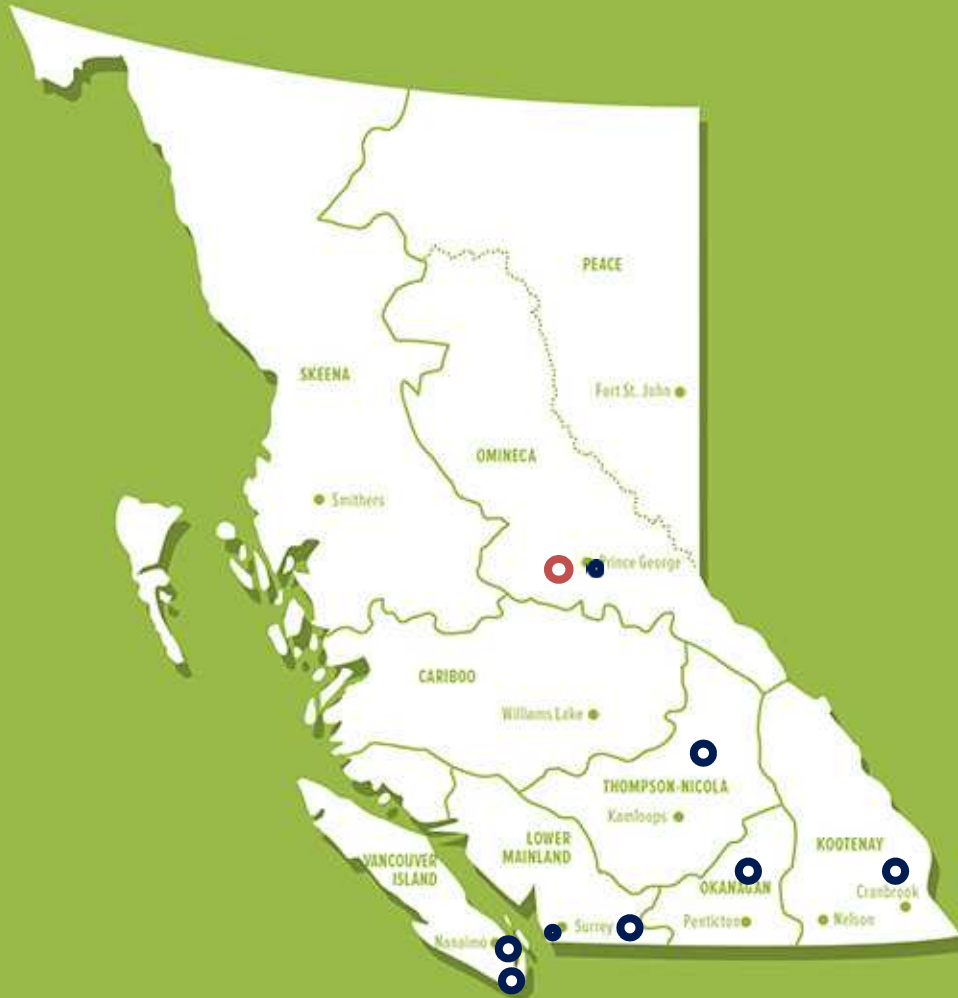 PEACE
SKEENA
Fort St. John
OMINECA
Smithers
Prince George
CARIBOO
Williams Lake
THOMPSON-NICOLA
Kamloops
LOWER
MAINLAND
KOOTENAY
VANCOUVER
ISLAND
OKANAGAN
Cranbrook
Nelson
Penticton
Surrey
Nanaimo